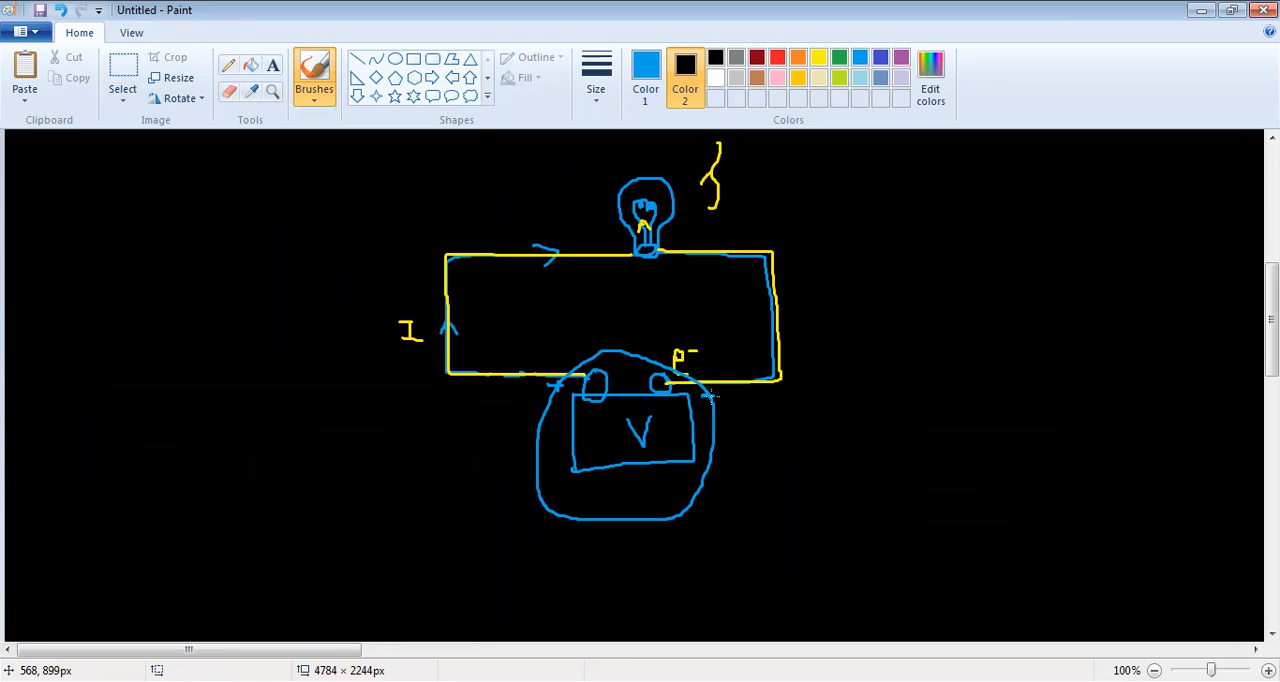 Untitled - Paint
Home
View
Paste
Cut
Copy
Select
Crop
Resize
Rotate
Brushes
Outline
Fill
Size
Color 1
Color 2
Edit colors
Clipboard
Image
Tools
Shapes
Colors
I
+
-
V
568, 899px
4784 × 2244px
100%